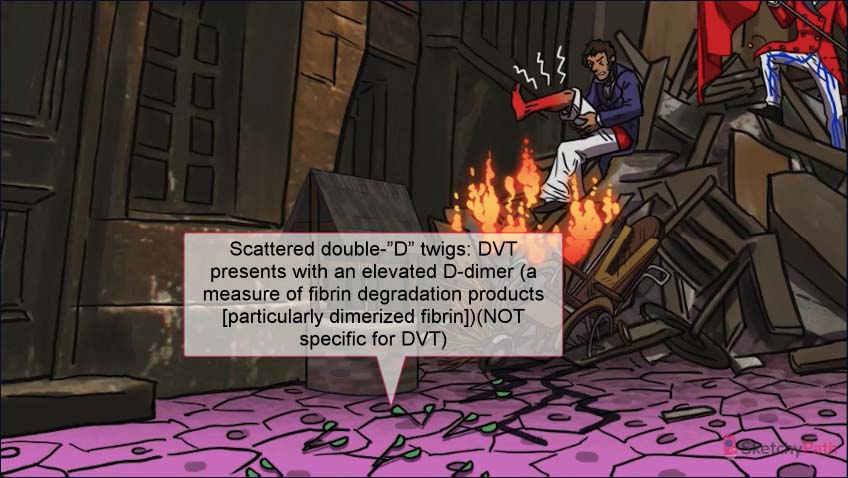 Scattered double-”D” twigs: DVT
presents with an elevated D-dimer (a
measure of fibrin degradation products
[particularly dimerized fibrin])(NOT
specific for DVT)
SketchyPath